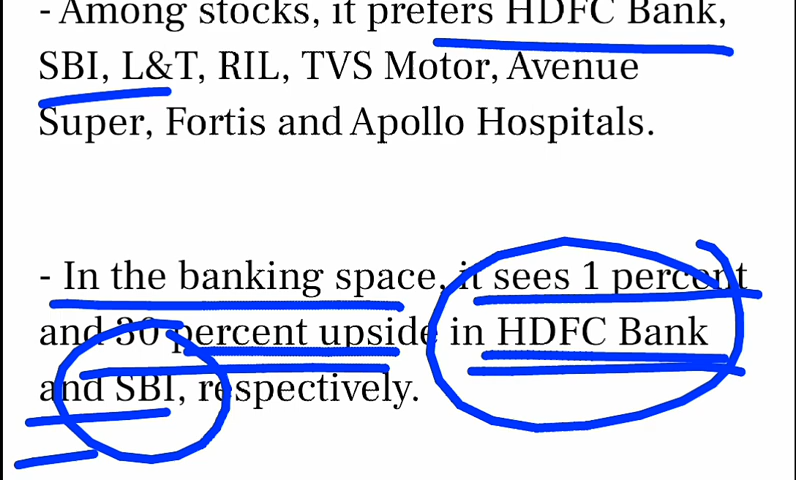 - Among stocks, it prefers HDFC Bank,
SBI, L&T, RIL, TVS Motor, Avenue
Super, Fortis and Apollo Hospitals.
- In the banking space, it sees 1 percent
and 30 percent upside in HDFC Bank
and SBI, respectively.